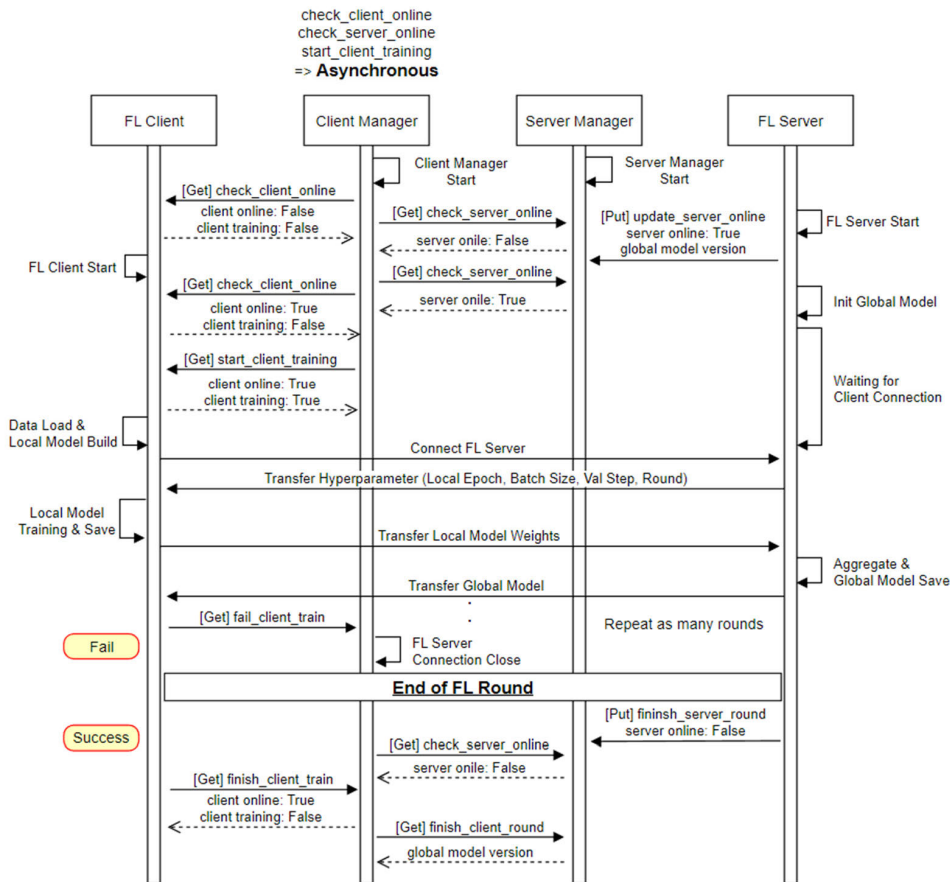 check_client_online
check_server_online
start_client_training
=> Asynchronous
FL Client
Client Manager
Server Manager
FL Server
Client Manager
Start
Server Manager
Start
[Get] check_client_online
client online: False
client training: False
[Get] check_server_online
server onile: False
[Put] update_server_online
server online: True
global model version
FL Server Start
FL Client Start
[Get] check_server_online
server onile: True
[Get] check_client_online
client online: True
client training: False
Init Global Model
[Get] start_client_training
client online: True
client training: True
Waiting for
Client Connection
Data Load &
Local Model Build
Connect FL Server
Transfer Hyperparameter (Local Epoch, Batch Size, Val Step, Round)
Local Model
Training & Save
Transfer Local Model Weights
Aggregate &
Global Model Save
Transfer Global Model
[Get] fail_client_train
Repeat as many rounds
Fail
FL Server
Connection Close
End of FL Round
[Put] fininsh_server_round
server online: False
Success
[Get] check_server_online
server onile: False
[Get] finish_client_train
client online: True
client training: False
[Get] finish_client_round
global model version